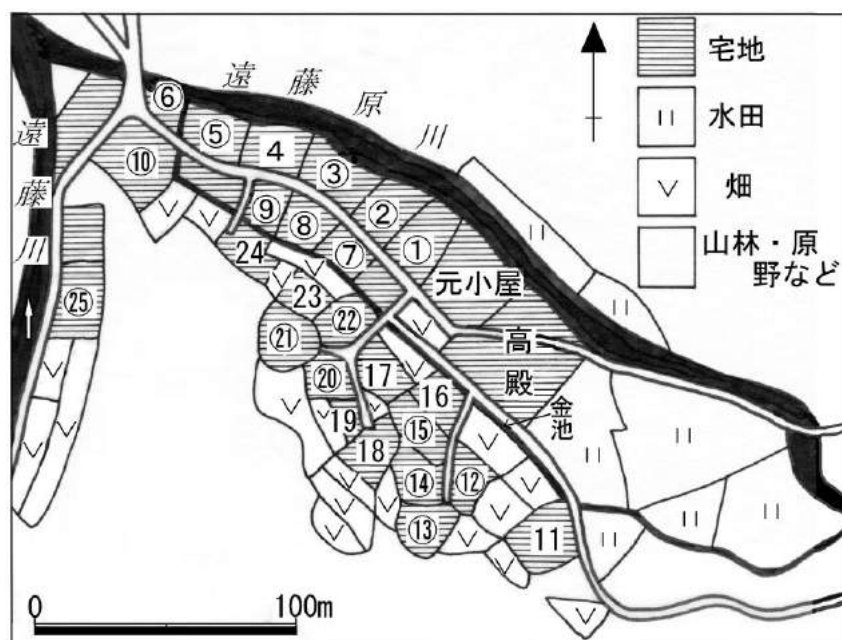 遠藤原川
遠藤川
宅地
水田
畑
山林・原
野など
⑥
⑤
4
③
⑩
②
⑨
⑧
①
24
⑦
元小屋
23
㉕
㉑
㉒
高
殿
⑳
17
16
金池
19
⑮
18
⑭
⑫
⑬
11
0
100m